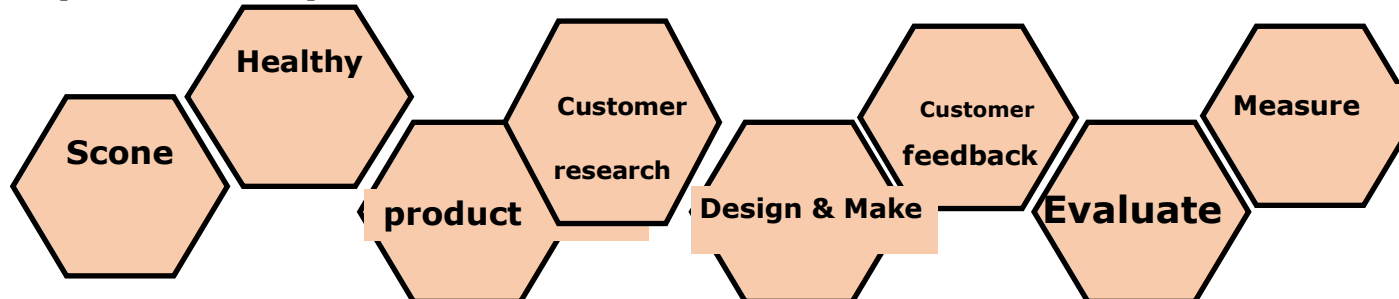 Scone
Healthy
product
Customer
research
Design & Make
Customer
feedback
Evaluate
Measure